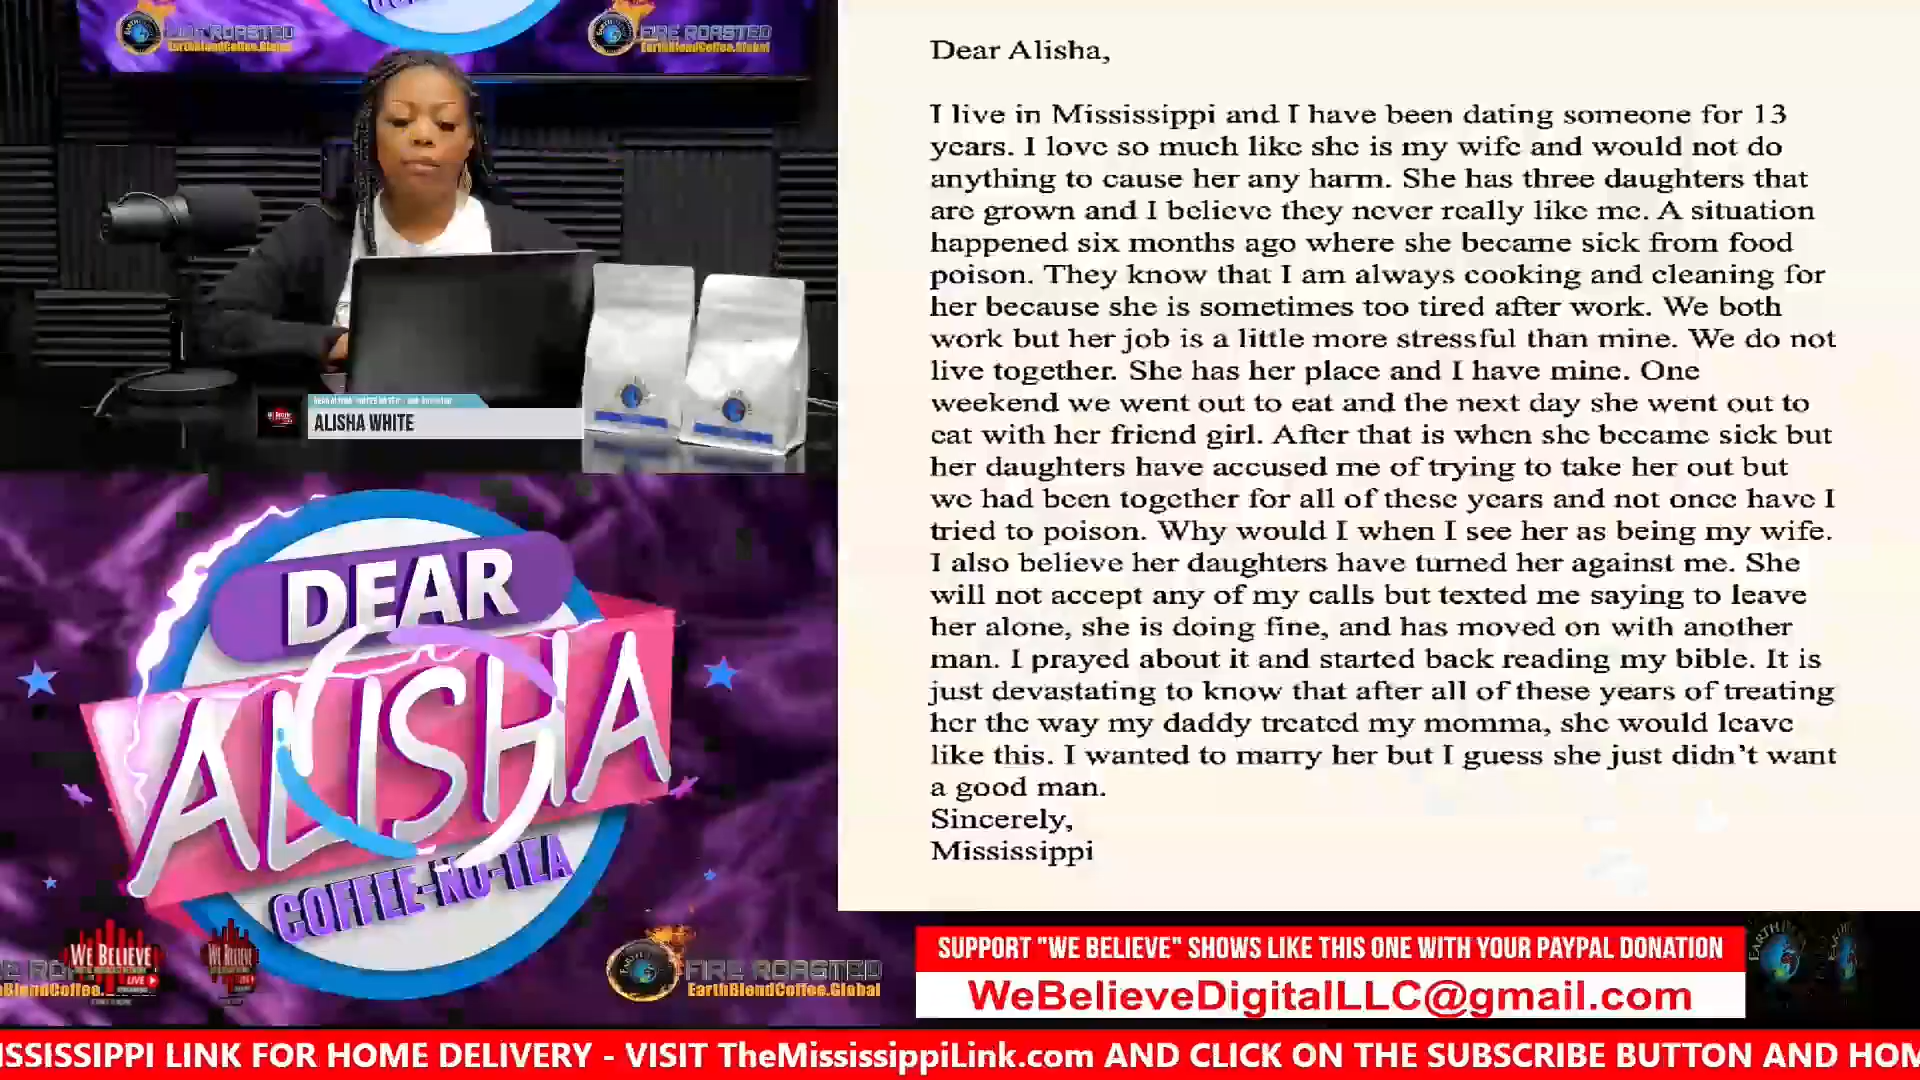 FIRE ROASTED
EarthBlendCoffee.Global
FIRE ROASTED
EarthBlendCoffee.Global
ALISHA WHITE
DEAR
ALISHA
COFFEE-NO-TEA
WE BELIEVE
LIVE
FIRE ROASTED
EarthBlendCoffee.Global
Dear Alisha,
I live in Mississippi and I have been dating someone for 13
years. I love so much like she is my wife and would not do
anything to cause her any harm. She has three daughters that
are grown and I believe they never really like me. A situation
happened six months ago where she became sick from food
poison. They know that I am always cooking and cleaning for
her because she is sometimes too tired after work. We both
work but her job is a little more stressful than mine. We do not
live together. She has her place and I have mine. One
weekend we went out to eat and the next day she went out to
eat with her friend girl. After that is when she became sick but
her daughters have accused me of trying to take her out but
we had been together for all of these years and not once have I
tried to poison. Why would I when I see her as being my wife.
I also believe her daughters have turned her against me. She
will not accept any of my calls but texted me saying to leave
her alone, she is doing fine, and has moved on with another
man. I prayed about it and started back reading my bible. It is
just devastating to know that after all of these years of treating
her the way my daddy treated my momma, she would leave
like this. I wanted to marry her but I guess she just didn't want
a good man.
Sincerely,
Mississippi
SUPPORT "WE BELIEVE" SHOWS LIKE THIS ONE WITH YOUR PAYPAL DONATION
WeBelieveDigitalLLC@gmail.com
ISSISSIPPI LINK FOR HOME DELIVERY - VISIT TheMississippiLink.com AND CLICK ON THE SUBSCRIBE BUTTON AND HOM